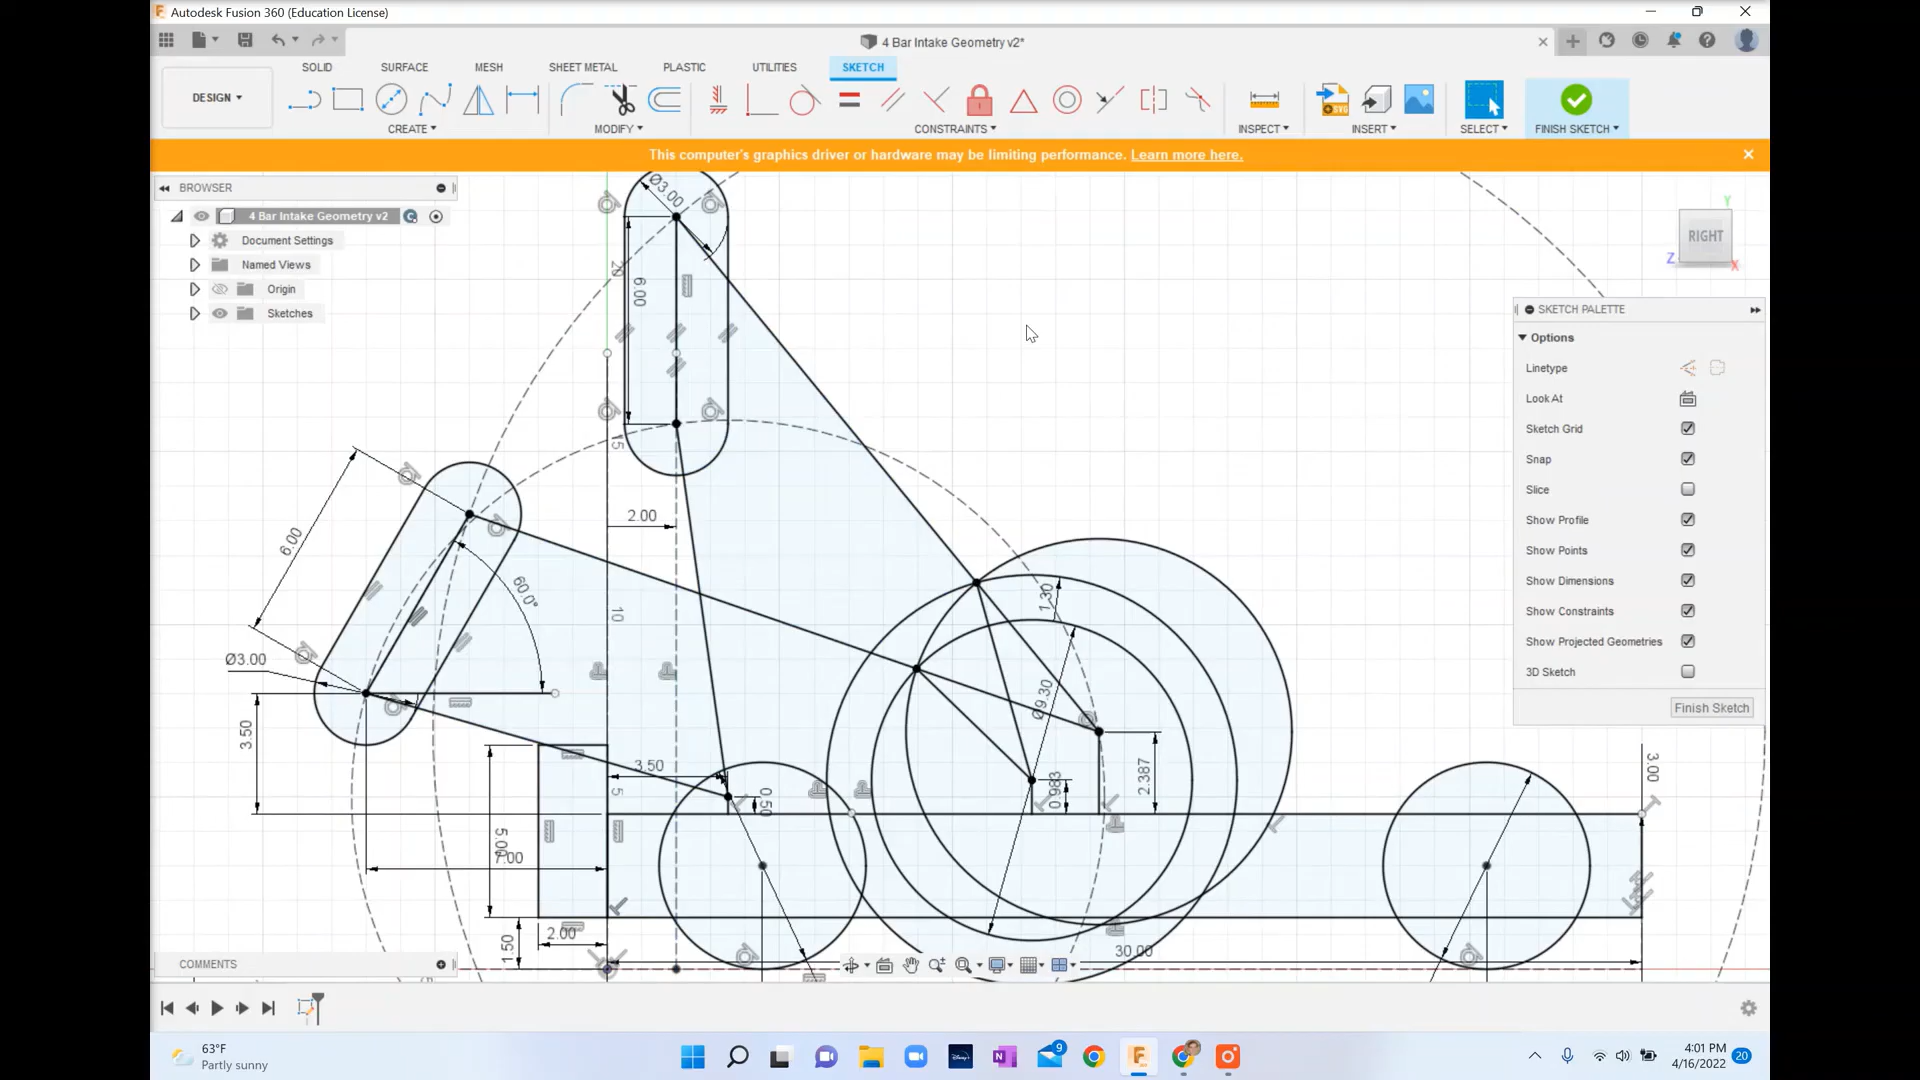 Autodesk Fusion 360 (Education License)
4 Bar Intake Geometry v2*
SOLID SURFACE MESH SHEET METAL PLASTIC UTILITIES SKETCH
DESIGN
CREATE MODIFY CONSTRAINTS INSPECT INSERT SELECT FINISH SKETCH
This computer's graphics driver or hardware may be limiting performance. Learn more here.
BROWSER
4 Bar Intake Geometry v2
Document Settings
Named Views
Origin
Sketches
RIGHT
Y
Z
X
SKETCH PALETTE
Options
Linetype
Look At
Sketch Grid
Snap
Slice
Show Profile
Show Points
Show Dimensions
Show Constraints
Show Projected Geometries
3D Sketch
Finish Sketch
Ø3.00
20
6.00
5
2.00
6.00
60.0°
10
1.30
Ø3.00
Ø9.30
3.50
3.50
5
0.50
0.983
2.387
3.00
5.00
7.00
1.50
2.00
30.00
COMMENTS
63°F
Partly sunny
9
4:01 PM
4/16/2022
20